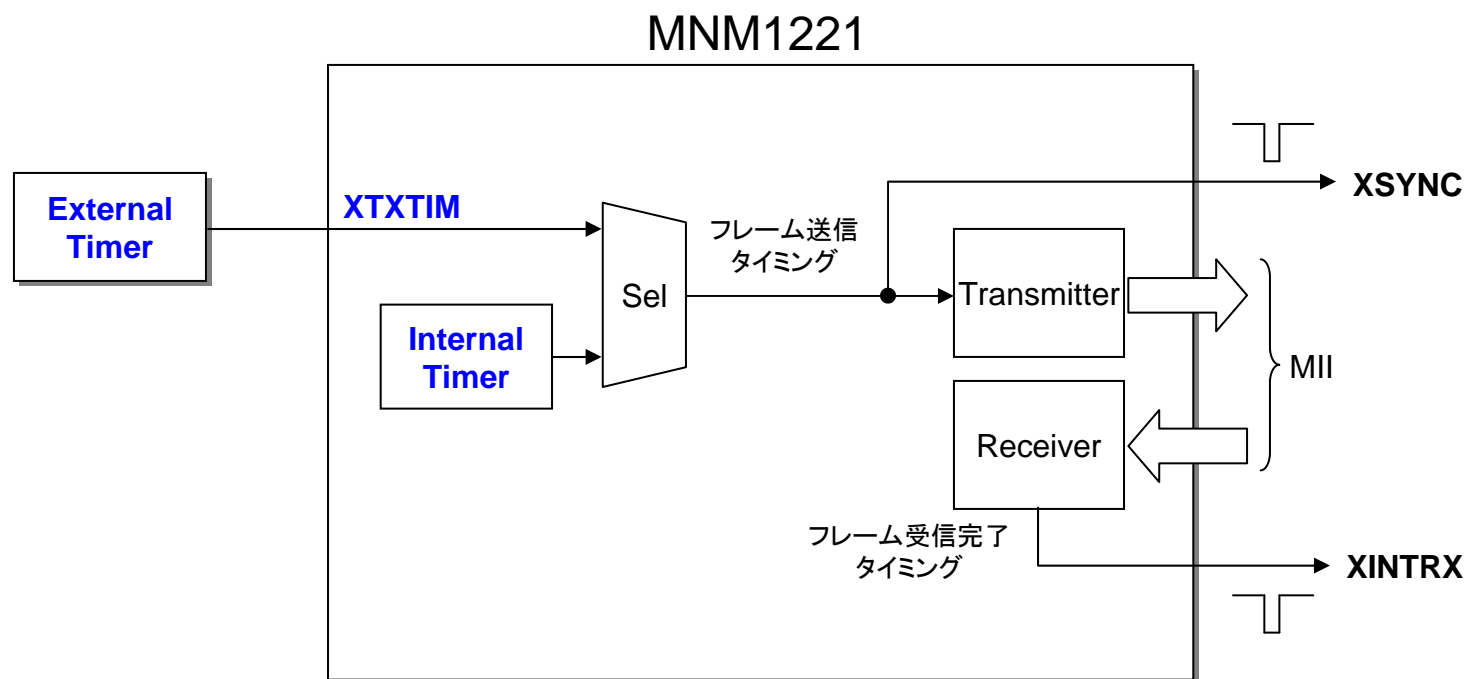 MNM1221
XSYNC
External
Timer
XTXTIM
フレーム送信
タイミング
Sel
Transmitter
Internal
Timer
MII
Receiver
フレーム受信完了
タイミング
XINTRX